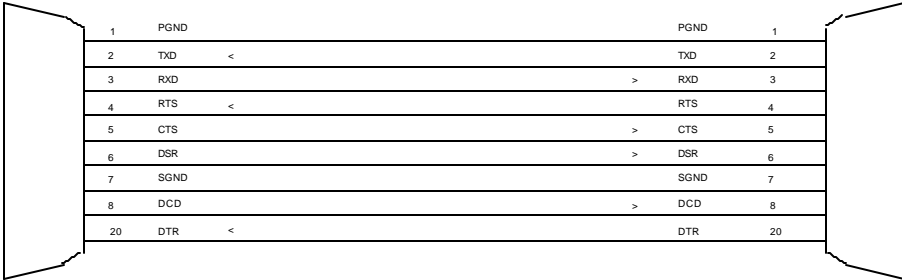 1 PGND PGND 1
2 TXD < TXD 2
3 RXD > RXD 3
4 RTS < RTS 4
5 CTS > CTS 5
6 DSR > DSR 6
7 SGND SGND 7
8 DCD > DCD 8
20 DTR < DTR 20